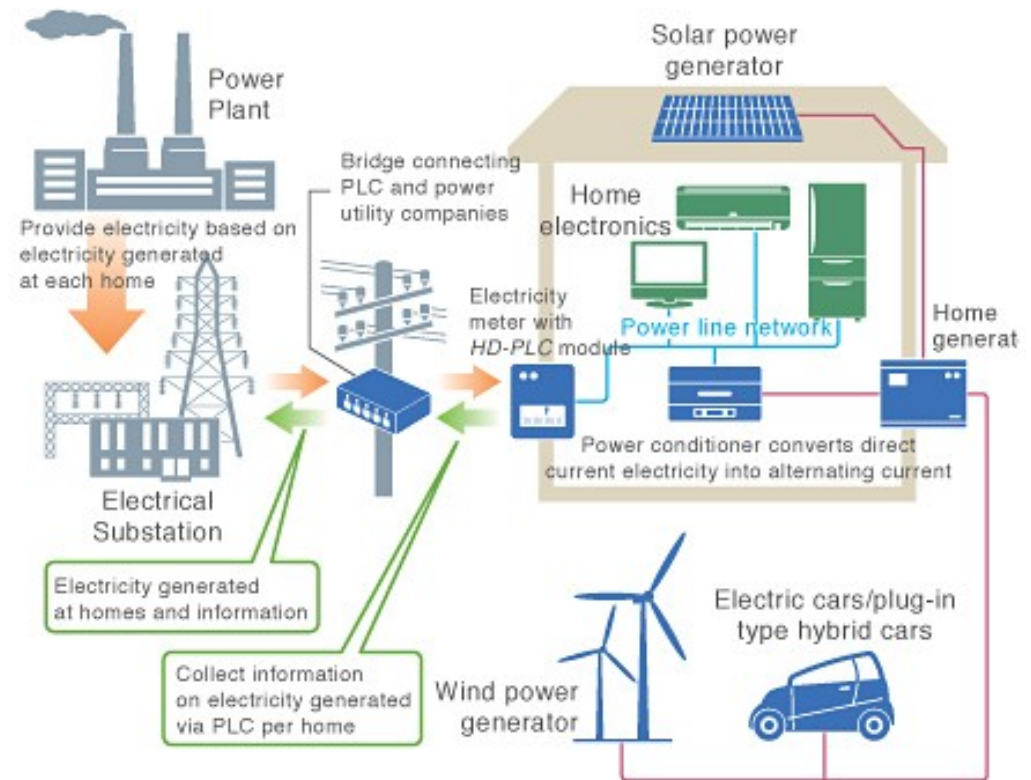 Power
Plant
Provide electricity based on
electricity generated
at each home
Bridge connecting
PLC and power
utility companies
Solar power
generator
Home
electronics
Electricity
meter with
HD-PLC module
Power line network
Home
generat
Power conditioner converts direct
current electricity into alternating current
Electrical
Substation
Electricity generated
at homes and information
Collect information
on electricity generated
via PLC per home
Wind power
generator
Electric cars/plug-in
type hybrid cars